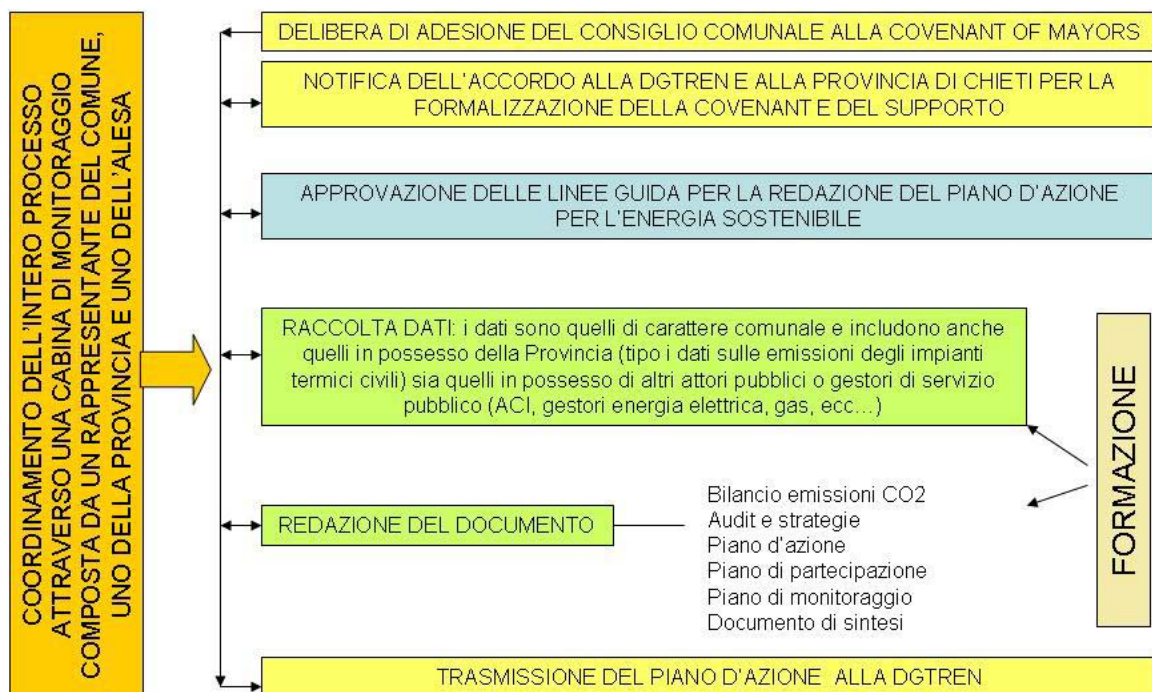 COORDINAMENTO DELL'INTERO PROCESSO
ATTRAVERSO UNA CABINA DI MONITORAGGIO
COMPOSTA DA UN RAPPRESENTANTE DEL COMUNE,
UNO DELLA PROVINCIA E UNO DELL'ALESA
DELIBERA DI ADESIONE DEL CONSIGLIO COMUNALE ALLA COVENANT OF MAYORS
NOTIFICA DELL'ACCORDO ALLA DGTREN E ALLA PROVINCIA DI CHIETI PER LA
FORMALIZZAZIONE DELLA COVENANT E DEL SUPPORTO
APPROVAZIONE DELLE LINEE GUIDA PER LA REDAZIONE DEL PIANO D'AZIONE
PER L'ENERGIA SOSTENIBILE
RACCOLTA DATI: i dati sono quelli di carattere comunale e includono anche
quelli in possesso della Provincia (tipo i dati sulle emissioni degli impianti
termici civili) sia quelli in possesso di altri attori pubblici o gestori di servizio
pubblico (ACI, gestori energia elettrica, gas, ecc...)
FORMAZIONE
REDAZIONE DEL DOCUMENTO
Bilancio emissioni CO2
Audit e strategie
Piano d'azione
Piano di partecipazione
Piano di monitoraggio
Documento di sintesi
TRASMISSIONE DEL PIANO D'AZIONE ALLA DGTREN